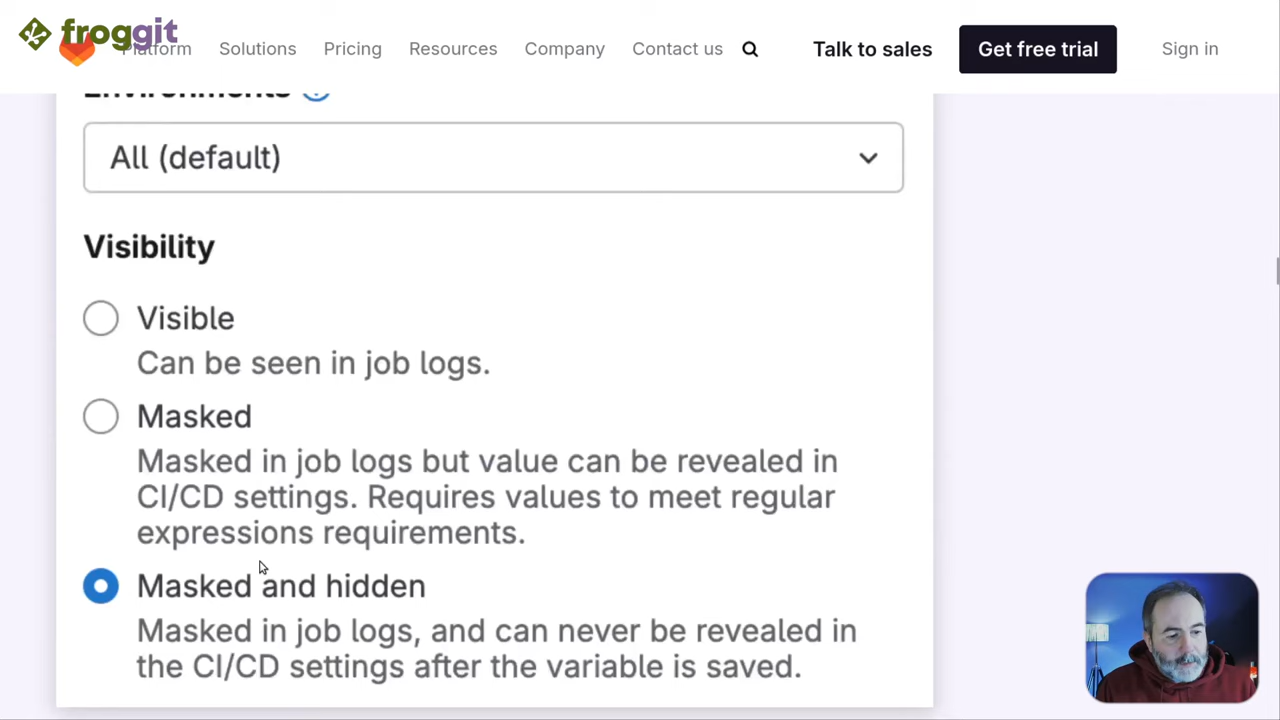 froggit
Platform Solutions Pricing Resources Company Contact us Talk to sales Get free trial Sign in
Environments
All (default)
Visibility
Visible
Can be seen in job logs.
Masked
Masked in job logs but value can be revealed in
CI/CD settings. Requires values to meet regular
expressions requirements.
Masked and hidden
Masked in job logs, and can never be revealed in
the CI/CD settings after the variable is saved.